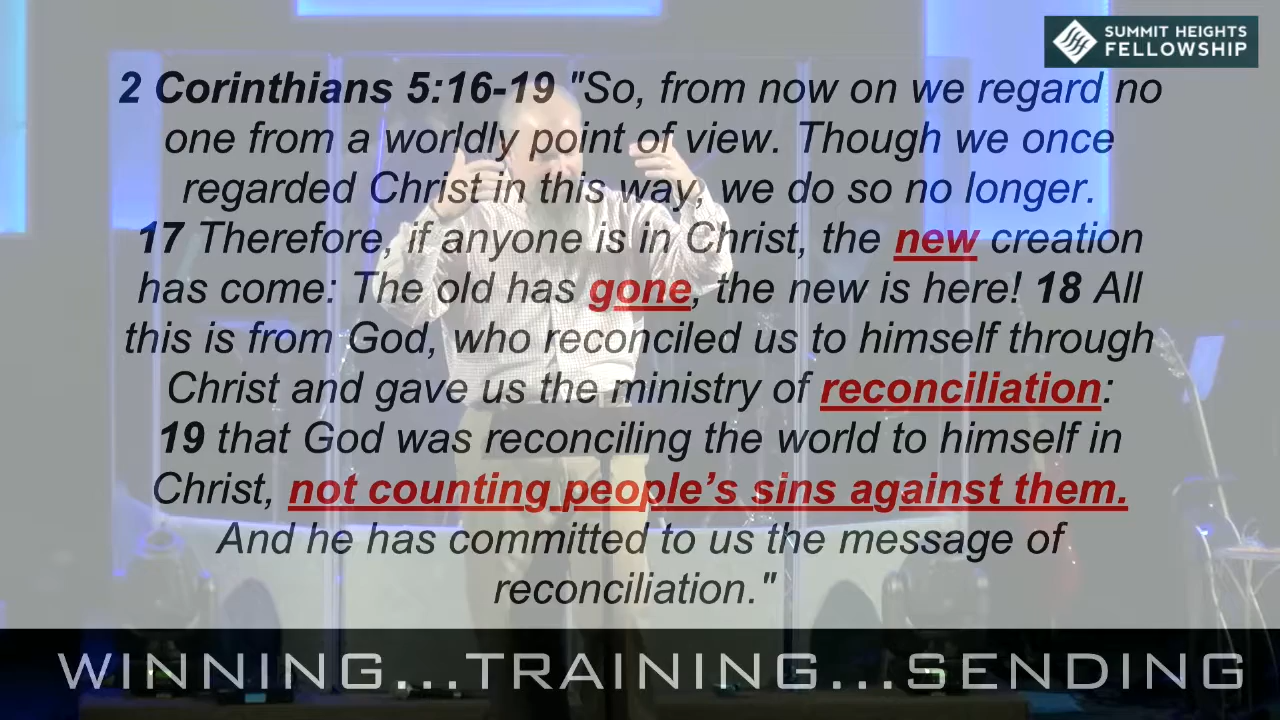 SUMMIT HEIGHTS
FELLOWSHIP
2 Corinthians 5:16-19 "So, from now on we regard no
one from a worldly point of view. Though we once
regarded Christ in this way, we do so no longer.
17 Therefore, if anyone is in Christ, the new creation
has come: The old has gone, the new is here! 18 All
this is from God, who reconciled us to himself through
Christ and gave us the ministry of reconciliation:
19 that God was reconciling the world to himself in
Christ, not counting people’s sins against them.
And he has committed to us the message of
reconciliation."
WINNING...TRAINING...SENDING